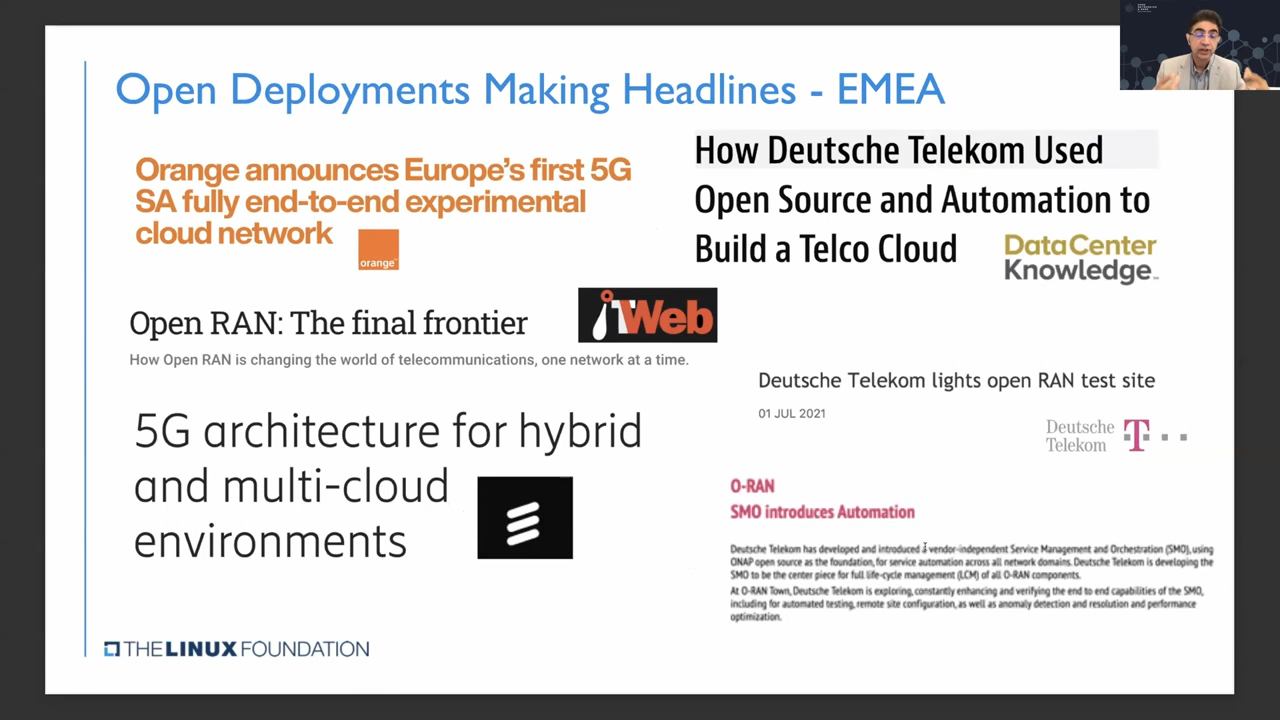 Open Deployments Making Headlines - EMEA
Orange announces Europe's first 5G
SA fully end-to-end experimental
cloud network
orange™
How Deutsche Telekom Used
Open Source and Automation to
Build a Telco Cloud
DataCenter
Knowledge™
Open RAN: The final frontier
iTWeb
How Open RAN is changing the world of telecommunications, one network at a time.
Deutsche Telekom lights open RAN test site
01 JUL 2021
Deutsche
Telekom
T
5G architecture for hybrid
and multi-cloud
environments
O-RAN
SMO introduces Automation
Deutsche Telekom has developed and introduced a vendor-independent Service Management and Orchestration (SMO), using
ONAP open source as the foundation, for service automation across all network domains. Deutsche Telekom is developing the
SMO to be the center piece for full life-cycle management (LCM) of all O-RAN components.
At O-RAN Town, Deutsche Telekom is exploring, constantly enhancing and verifying the end to end capabilities of the SMO,
including for automated testing, remote site configuration, as well as anomaly detection and resolution and performance
optimization.
THE LINUX FOUNDATION